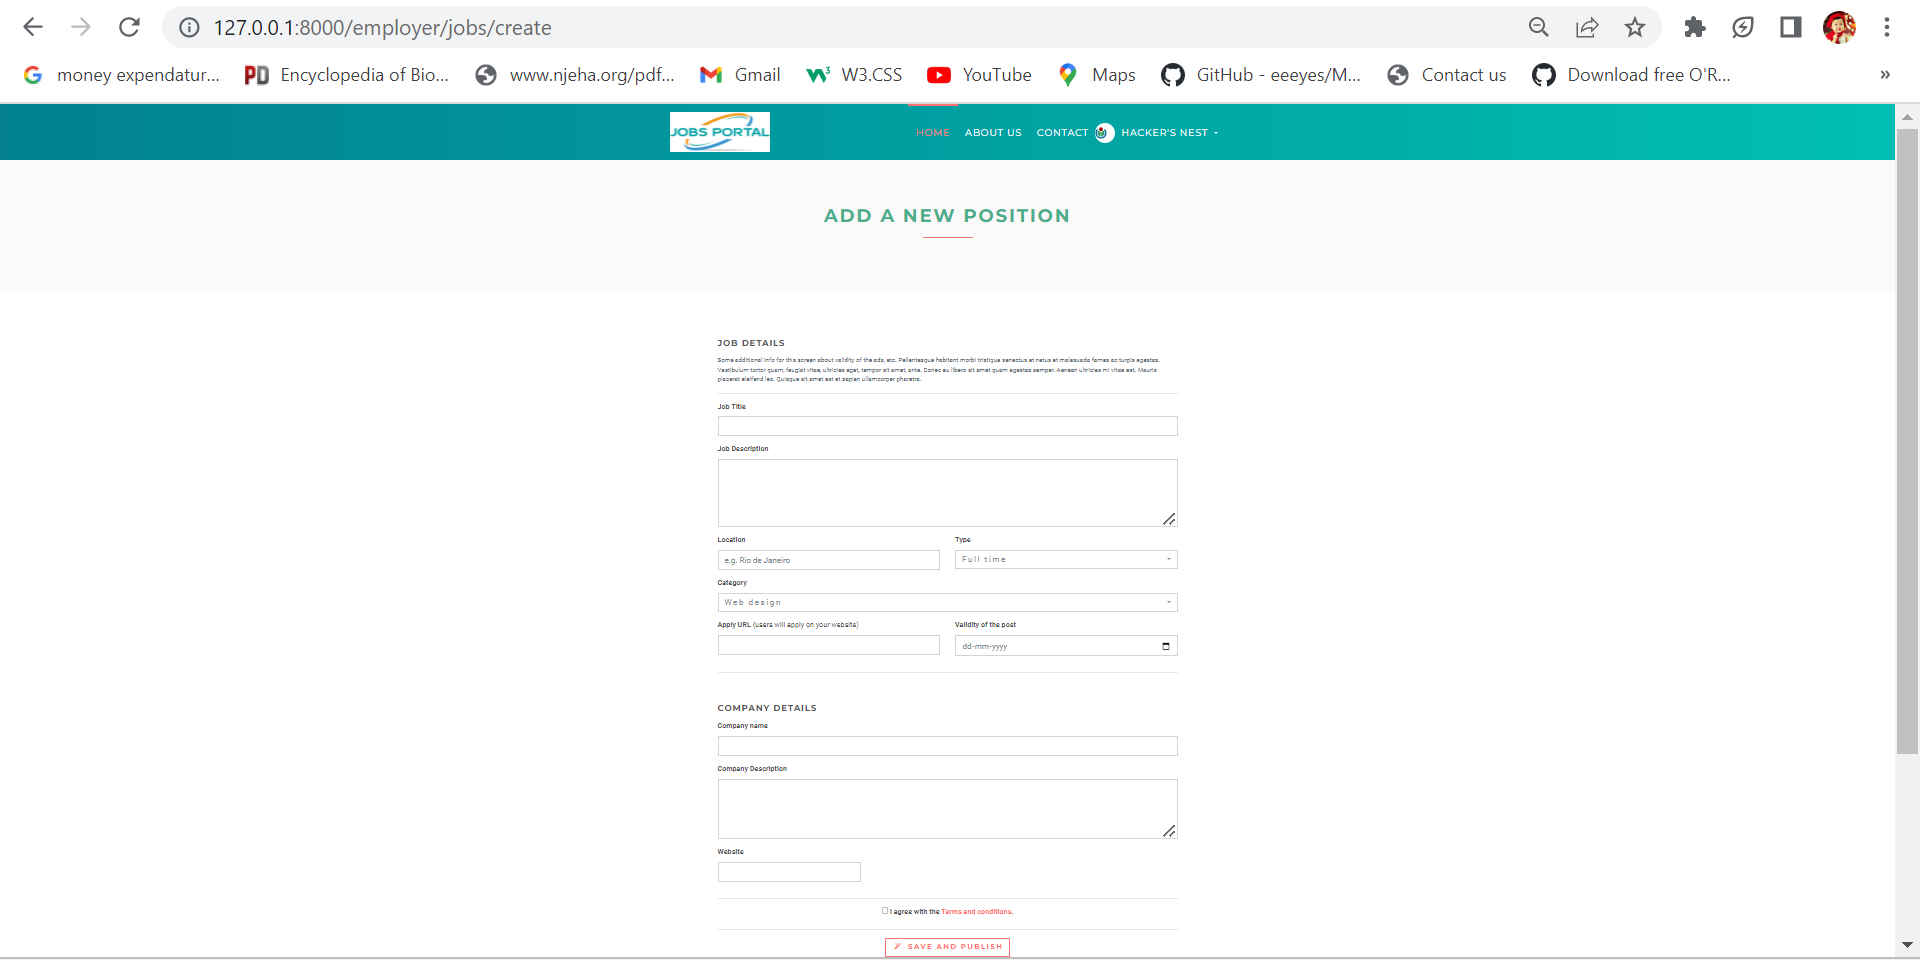 127.0.0.1:8000/employer/jobs/create
money expendatur... Encyclopedia of Bio... www.njeha.org/pdf... Gmail W3.CSS YouTube Maps GitHub - eeeyes/M... Contact us Download free O'R... »
JOBS PORTAL HOME ABOUT US CONTACT HACKER'S NEST
ADD A NEW POSITION
JOB DETAILS
Some additional info for this screen about validity of the ads, etc. Pellentesque habitant morbi tristique senectus et netus et malesuada fames ac turpis egestas.
Vestibulum tortor quam, feugiat vitae, ultricies eget, tempor sit amet, ante. Donec eu libero sit amet quam egestas semper. Aenean ultricies mi vitae est. Mauris
placerat eleifend leo. Quisque sit amet est et sapien ullamcorper pharetra.
Job Title
Job Description
Location Type
e.g. Rio de Janeiro Full time
Category
Web design
Apply URL (users will apply on your website) Validity of the post
dd-mm-yyyy
COMPANY DETAILS
Company name
Company Description
Website
I agree with the Terms and conditions.
SAVE AND PUBLISH